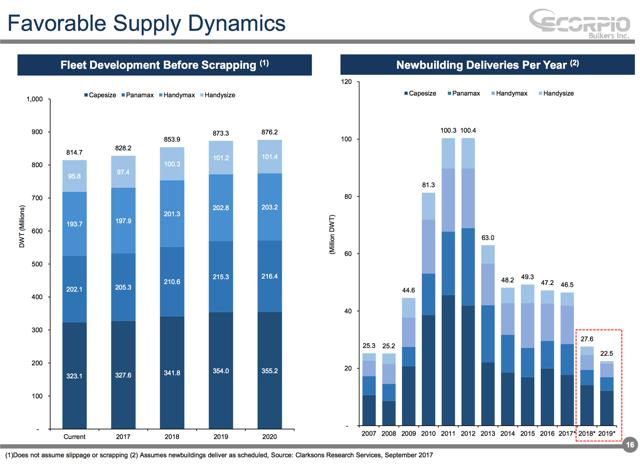 Favorable Supply Dynamics
SCORPIO
Bulkers Inc.
Fleet Development Before Scrapping (1)
Capesize Panamax Handymax Handysize
DWT (Millions)
1,000
900
800
700
600
500
400
300
200
100
-
814.7 828.2 853.9 873.3 876.2
95.8 97.4 100.3 101.2 101.4
193.7 197.9 201.3 202.8 203.2
202.1 205.3 210.6 215.3 216.4
323.1 327.6 341.8 354.0 355.2
Current 2017 2018 2019 2020
Newbuilding Deliveries Per Year (2)
Capesize Panamax Handymax Handysize
(Million DWT)
120
100
80
60
40
20
-
25.3 25.2 44.6 81.3 100.3 100.4 63.0 48.2 49.3 47.2 46.5 27.6 22.5
2007 2008 2009 2010 2011 2012 2013 2014 2015 2016 2017* 2018* 2019*
16
(1)Does not assume slippage or scrapping (2) Assumes newbuildings deliver as scheduled, Source: Clarksons Research Services, September 2017